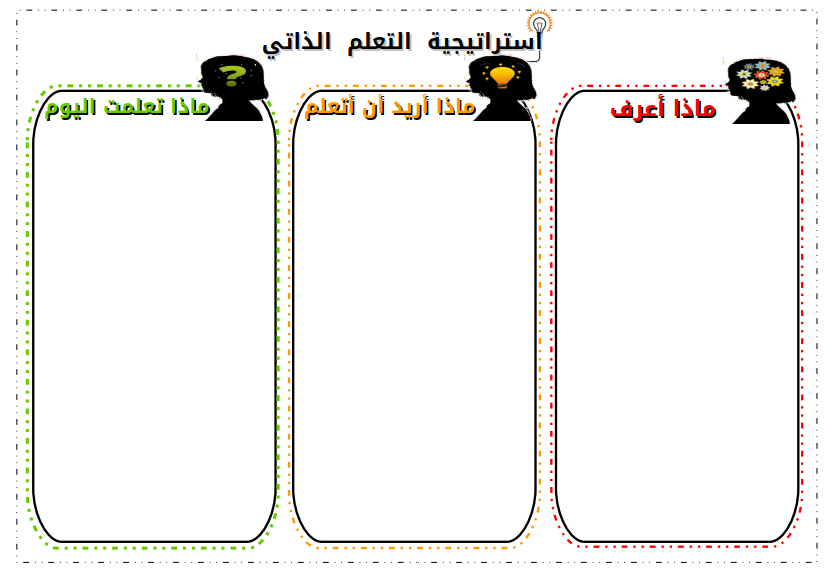 استراتيجية التعلم الذاتي
ماذا أعرف
ماذا أريد أن أتعلم
ماذا تعلمت اليوم